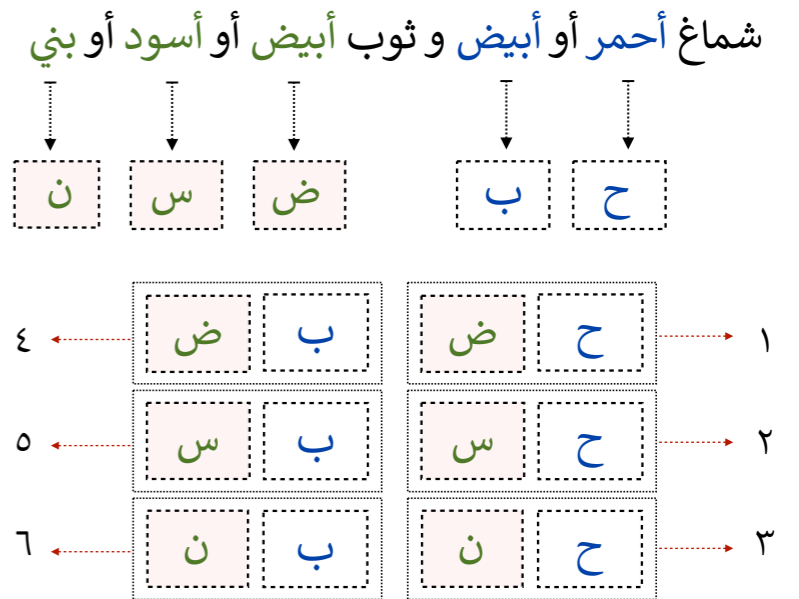 شماغ أحمر أو أبيض و ثوب أبيض أو أسود أو بني
ح ب ض س ن
١ ح ض ب ض ٤
٢ ح س ب س ٥
٣ ح ن ب ن ٦